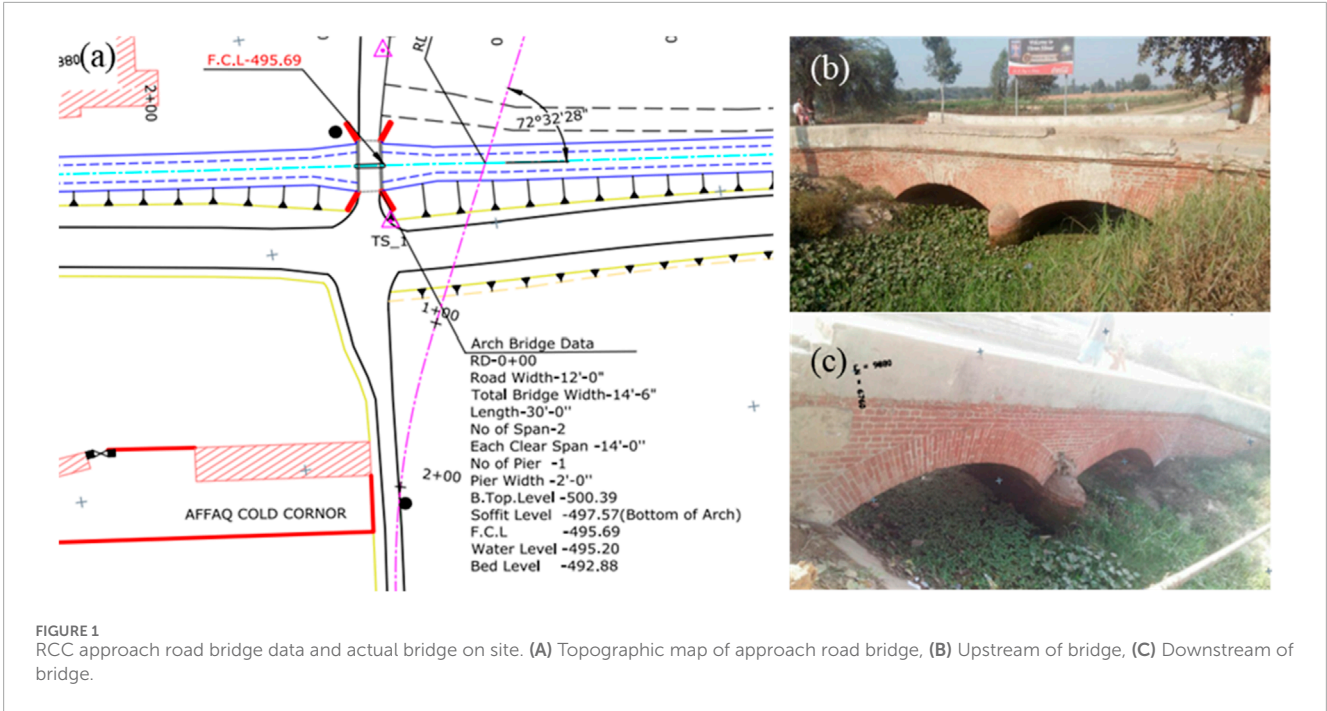 (a)
880
2+00
F.C.L-495.69
RD
0
72°32'28"
TS_1
1+00
2+00
AFFAQ COLD CORNOR
Arch Bridge Data
RD-0+00
Road Width-12'-0"
Total Bridge Width-14'-6"
Length-30'-0"
No of Span-2
Each Clear Span -14'-0"
No of Pier -1
Pier Width -2'-0"
B.Top.Level -500.39
Soffit Level -497.57(Bottom of Arch)
F.C.L -495.69
Water Level -495.20
Bed Level -492.88
(b)
Welcome to
(c)
= 9880
= 6760
FIGURE 1
RCC approach road bridge data and actual bridge on site. (A) Topographic map of approach road bridge, (B) Upstream of bridge, (C) Downstream of
bridge.